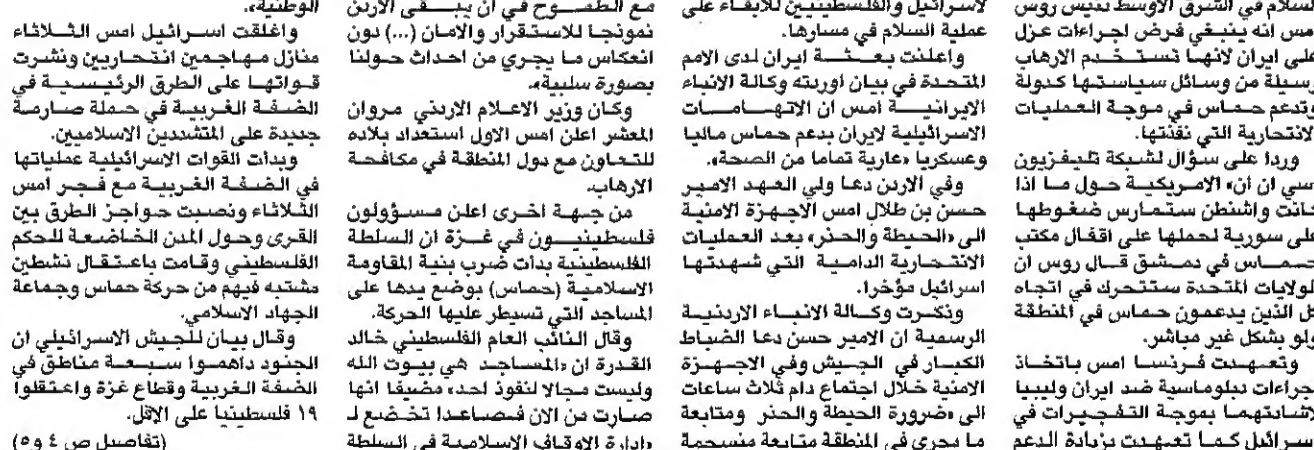 السلام في الشرق الاوسط دنيس روس
امس انه ينبغي فرض اجراءات عزل
على ايران لانها تستخدم الارهاب
وسيلة من وسائل سياستها كدولة
وتدعم حماس في موجة العمليات
الانتحارية التي نفذتها.
وردا على سؤال لشبكة تليفزيون
«سي ان ان» الامريكية حول ما اذا
كانت واشنطن ستمارس ضغوطها
على سورية لحملها على اقفال مكتب
حماس في دمشق قال روس ان
الولايات المتحدة ستتحرك في اتجاه
كل الذين يدعمون حماس في المنطقة
ولو بشكل غير مباشر.
وتعهدت فرنسا امس باتخاذ
اجراءات دبلوماسية ضد ايران وليبيا
لاشادتهما بموجة التفجيرات في
اسرائيل كما تعهدت بزيادة الدعم
لاسرائيل والفلسطينيين للابقاء على
عملية السلام في مسارها.
واعلنت بعثة ايران لدى الامم
المتحدة في بيان اوردته وكالة الانباء
الايرانية امس ان الاتهامات
الاسرائيلية لايران بدعم حماس ماليا
وعسكريا «عارية تماما من الصحة».
وفي الاردن دعا ولي العهد الامير
حسن بن طلال امس الاجهزة الامنية
الى «الحيطة والحذر» بعد العمليات
الانتحارية الدامية التي شهدتها
اسرائيل مؤخرا.
وذكرت وكالة الانباء الاردنية
الرسمية ان الامير حسن دعا الضباط
الكبار في الجيش وفي الاجهزة
الامنية خلال اجتماع دام ثلاث ساعات
الى «ضرورة الحيطة والحذر ومتابعة
ما يجري في المنطقة متابعة منسجمة
مع الطموح في ان يبقى الاردن
نموذجا للاستقرار والامان (...) دون
انعكاس ما يجري من احداث حولنا
بصورة سلبية».
وكان وزير الاعلام الاردني مروان
المعشر اعلن امس الاول استعداد بلاده
للتعاون مع دول المنطقة في مكافحة
الارهاب.
من جهة اخرى اعلن مسؤولون
فلسطينيون في غزة ان السلطة
الفلسطينية بدات ضرب بنية المقاومة
الاسلامية (حماس) بوضع يدها على
المساجد التي تسيطر عليها الحركة.
وقال النائب العام الفلسطيني خالد
القدرة ان «المساجد هي بيوت الله
وليست مجالا لنفوذ احد» مضيفا انها
صارت من الان فصاعدا تخضع لـ
«ادارة الاوقاف الاسلامية في السلطة
الوطنية».
واغلقت اسرائيل امس الثلاثاء
منازل مهاجمين انتحاريين ونشرت
قواتها على الطرق الرئيسية في
الضفة الغربية في حملة صارمة
جديدة على المتشددين الاسلاميين.
وبدأت القوات الاسرائيلية عملياتها
في الضفة الغربية مع فجر امس
الثلاثاء ونصبت حواجز الطرق بين
القرى وحول المدن الخاضعة للحكم
الفلسطيني وقامت باعتقال نشطين
مشتبه فيهم من حركة حماس وجماعة
الجهاد الاسلامي.
وقال بيان للجيش الاسرائيلي ان
الجنود داهموا سبعة مناطق في
الضفة الغربية وقطاع غزة واعتقلوا
١٩ فلسطينيا على الاقل.
(تفاصيل ص ٤ و٥)